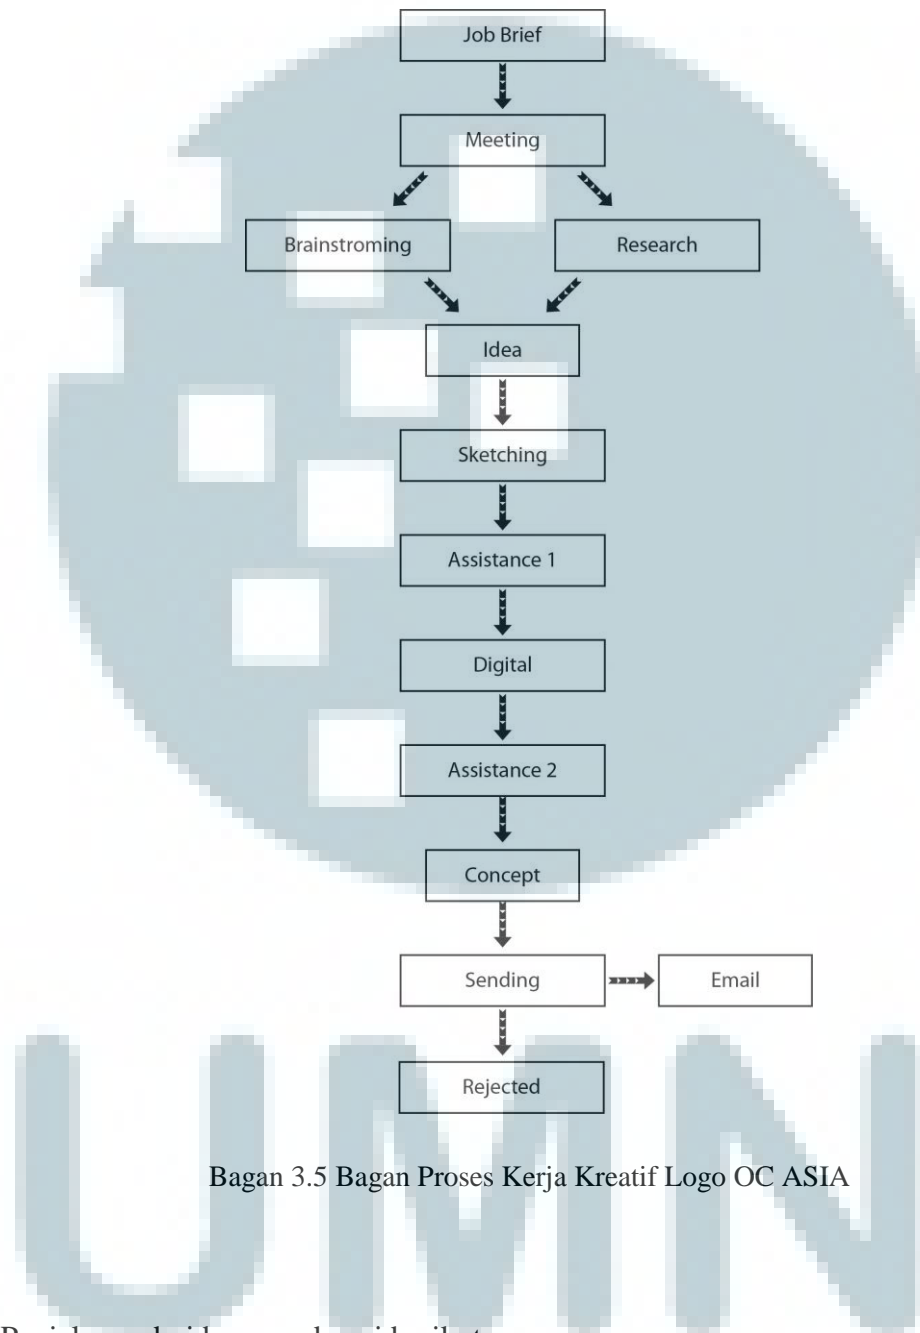 Job Brief
Meeting
Brainstroming
Research
Idea
Sketching
Assistance 1
Digital
Assistance 2
Concept
Sending
Email
Rejected
Bagan 3.5 Bagan Proses Kerja Kreatif Logo OC ASIA
UMN